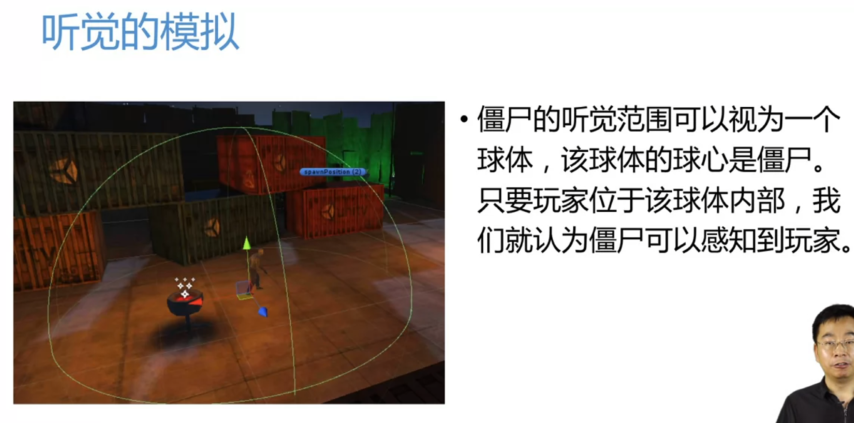 听觉的模拟
• 僵尸的听觉范围可以视为一个
球体，该球体的球心是僵尸。
只要玩家位于该球体内部，我
们就认为僵尸可以感知到玩家。
spawnPosition (2)